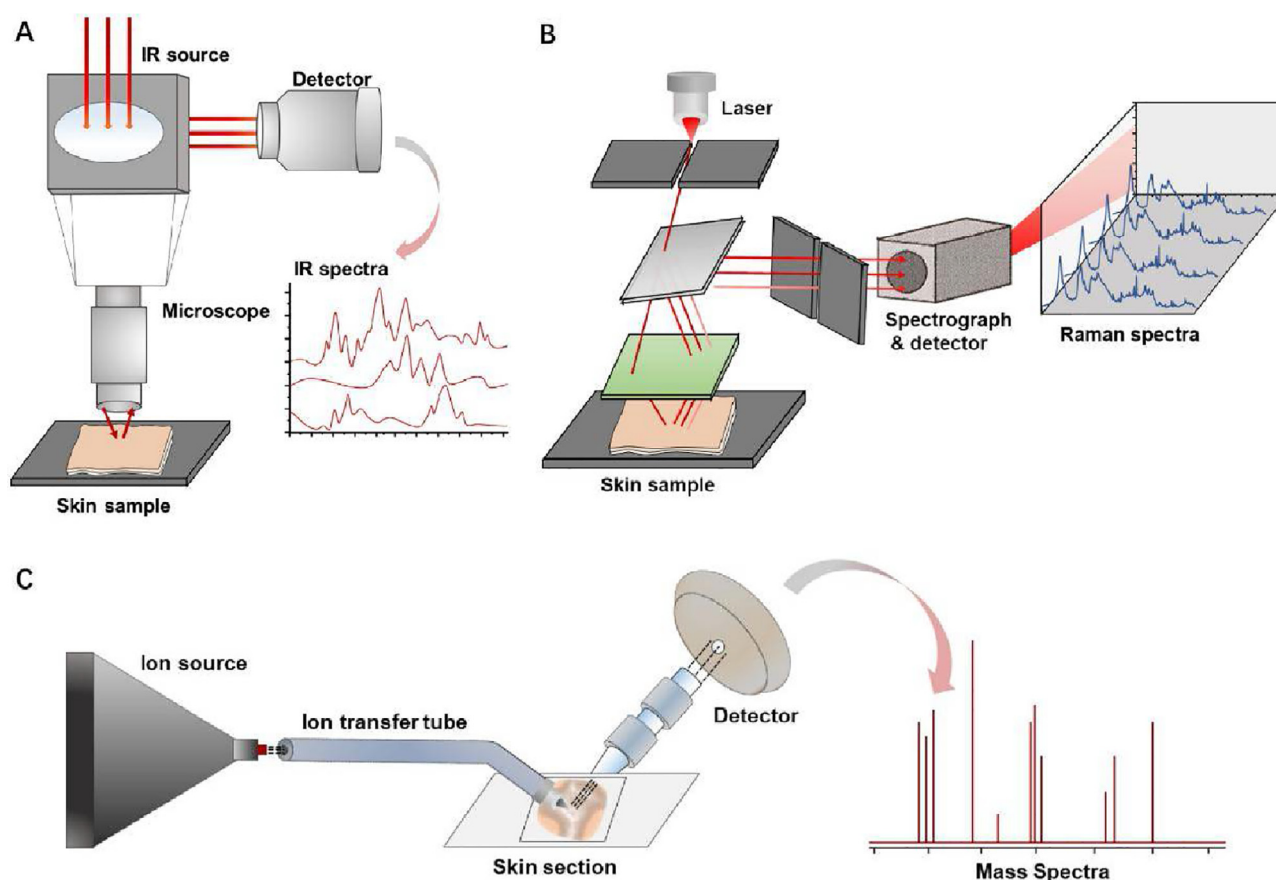 A
IR source
Detector
Microscope
IR spectra
Skin sample
B
Laser
Spectrograph
& detector
Raman spectra
Skin sample
C
Ion source
Ion transfer tube
Detector
Skin section
Mass Spectra